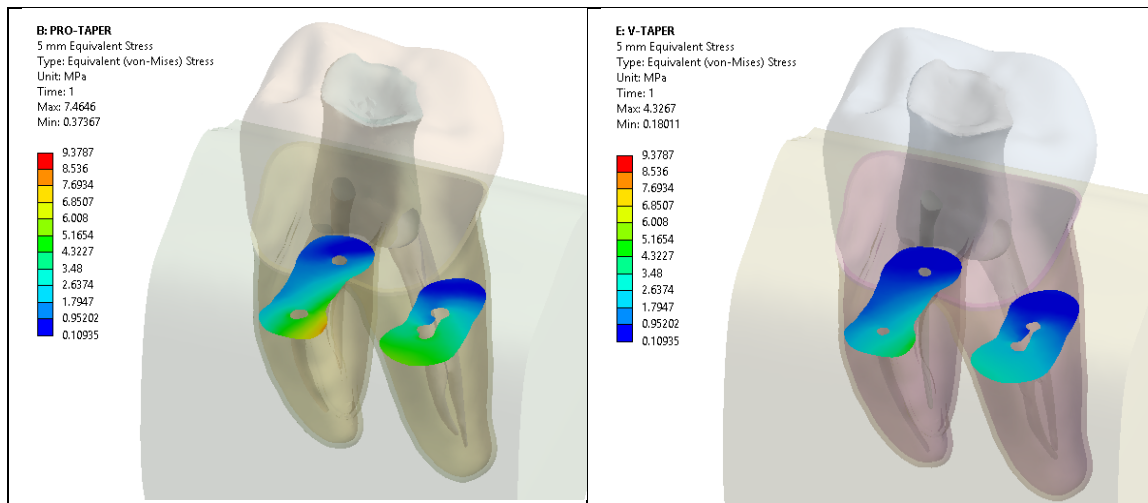 B: PRO-TAPER
5 mm Equivalent Stress
Type: Equivalent (von-Mises) Stress
Unit: MPa
Time: 1
Max: 7.4646
Min: 0.37367
9.3787
8.536
7.6934
6.8507
6.008
5.1654
4.3227
3.48
2.6374
1.7947
0.95202
0.10935
E: V-TAPER
5 mm Equivalent Stress
Type: Equivalent (von-Mises) Stress
Unit: MPa
Time: 1
Max: 4.3267
Min: 0.18011
9.3787
8.536
7.6934
6.8507
6.008
5.1654
4.3227
3.48
2.6374
1.7947
0.95202
0.10935